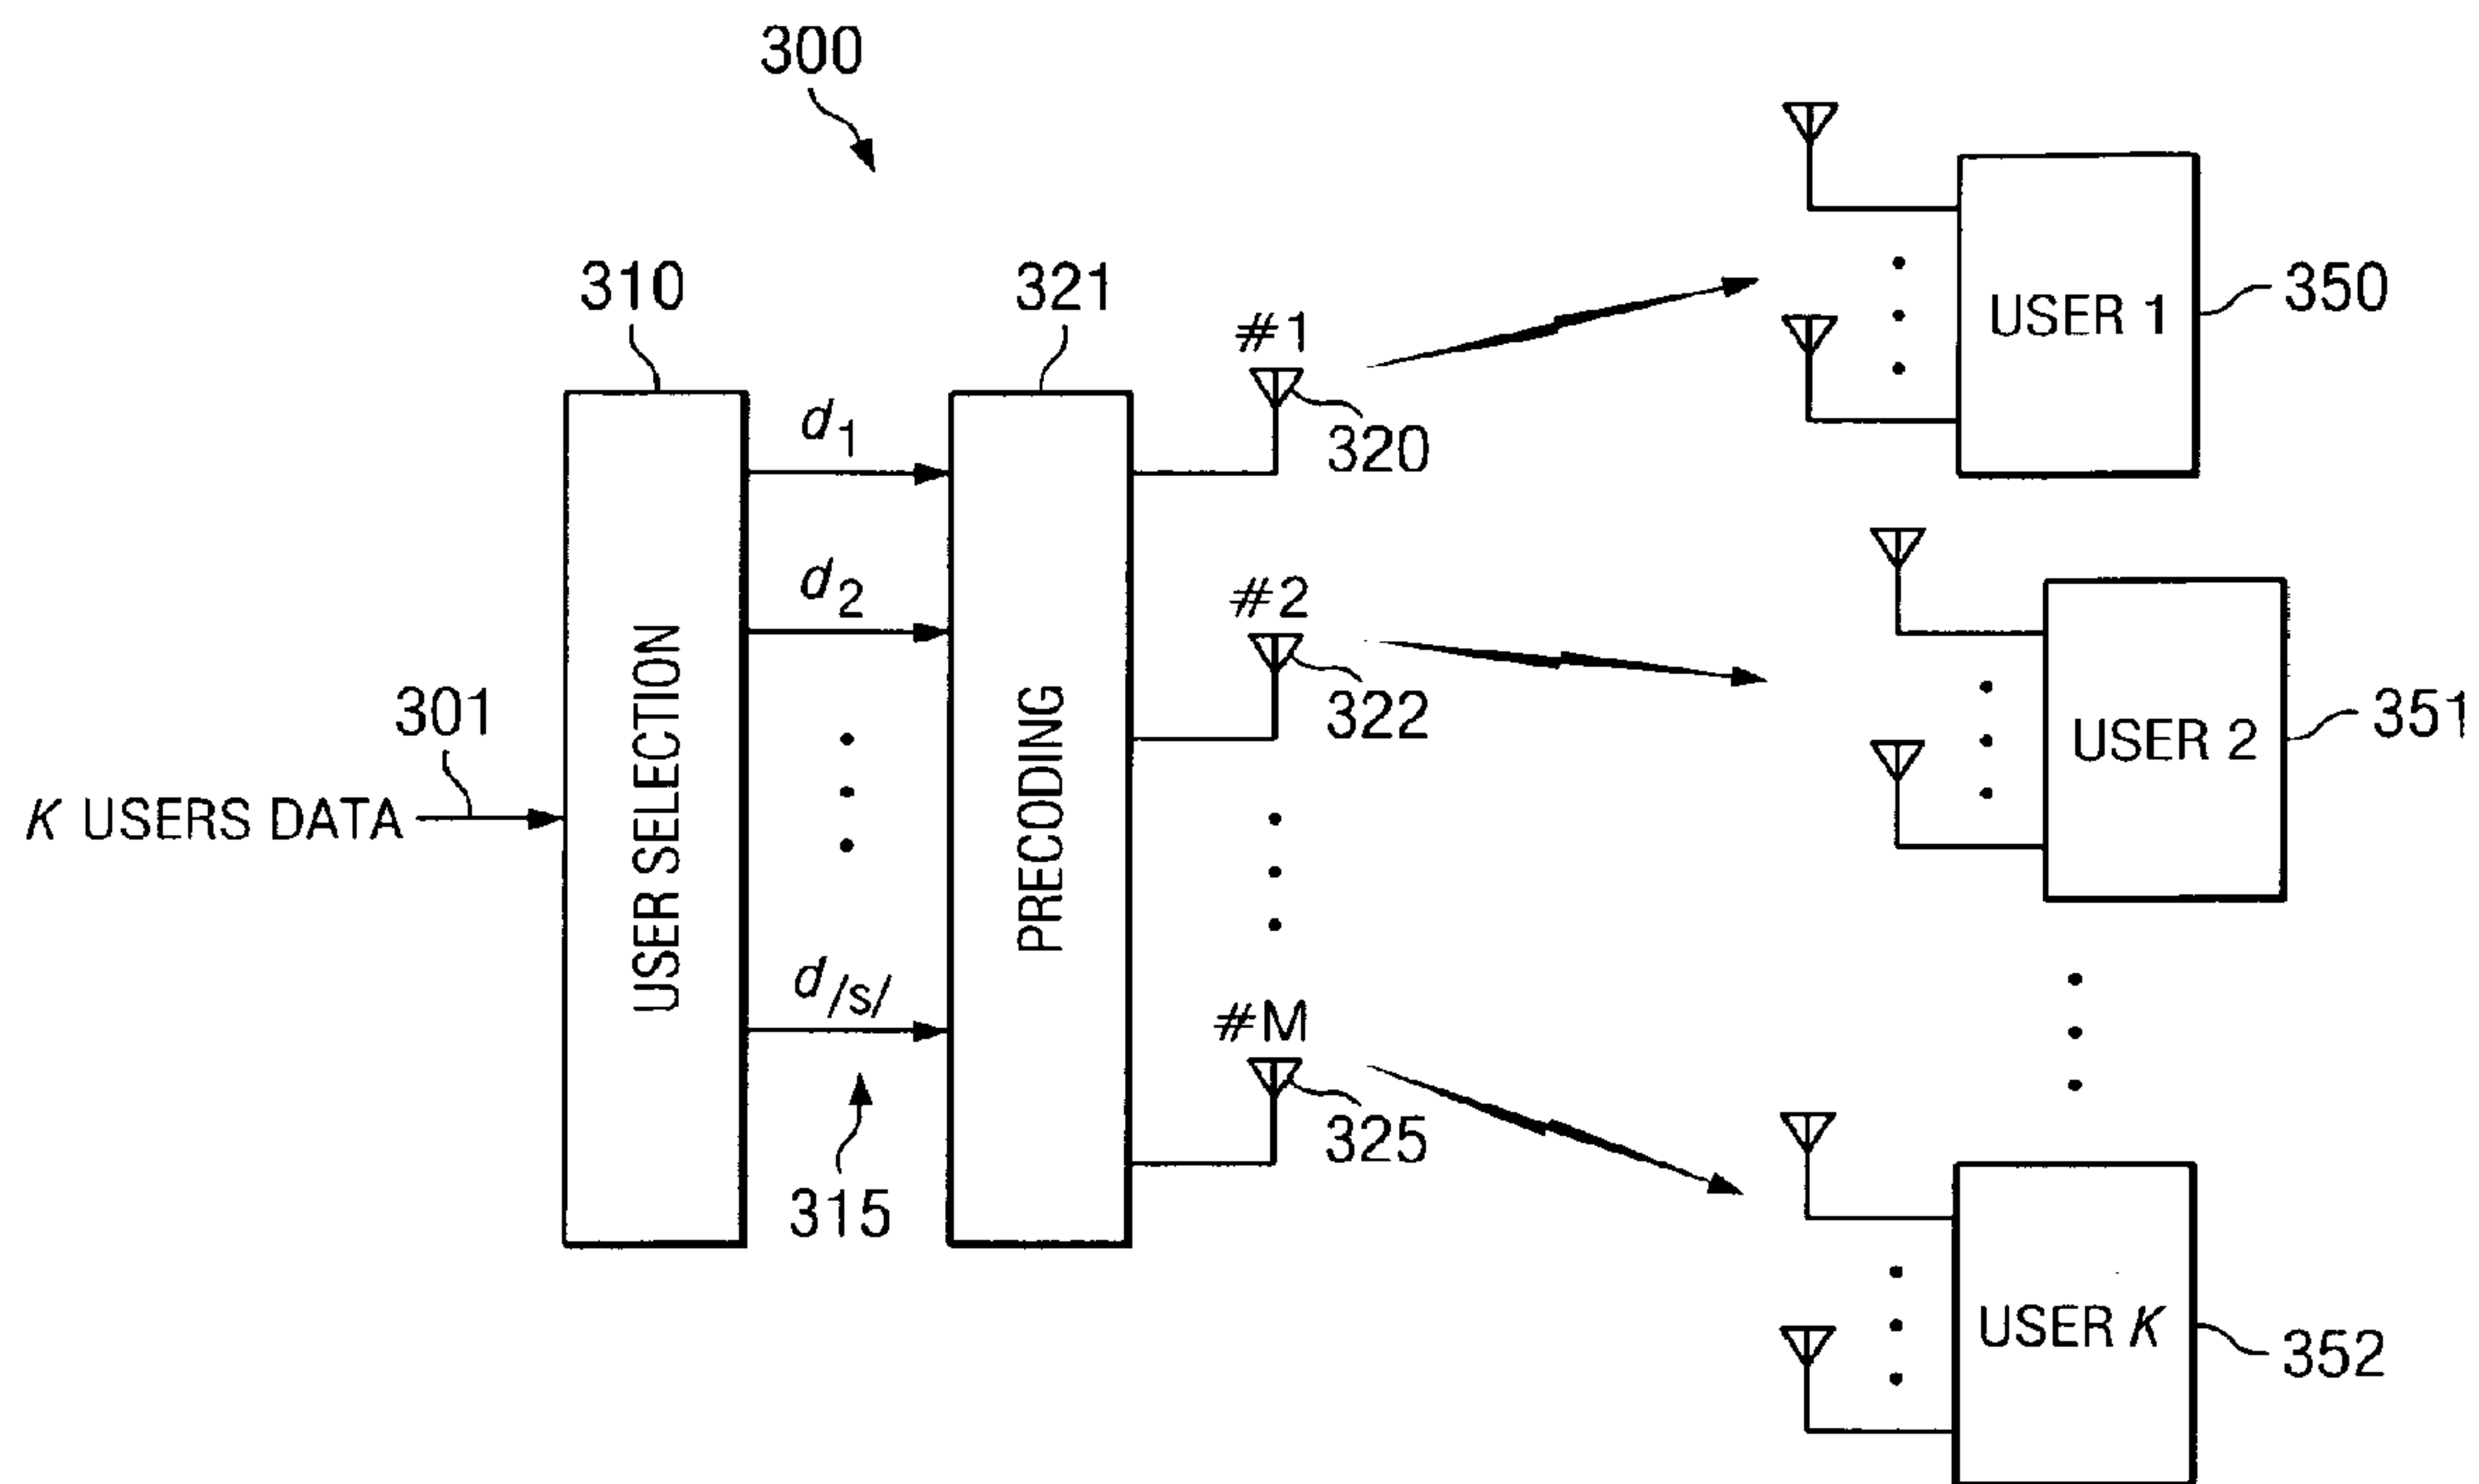 300
310
321
#1
320
USER 1
350
d1
d2
#2
322
USER 2
351
301
K USERS DATA
USER SELECTION
PRECODING
d/s/
#M
325
315
USER K
352